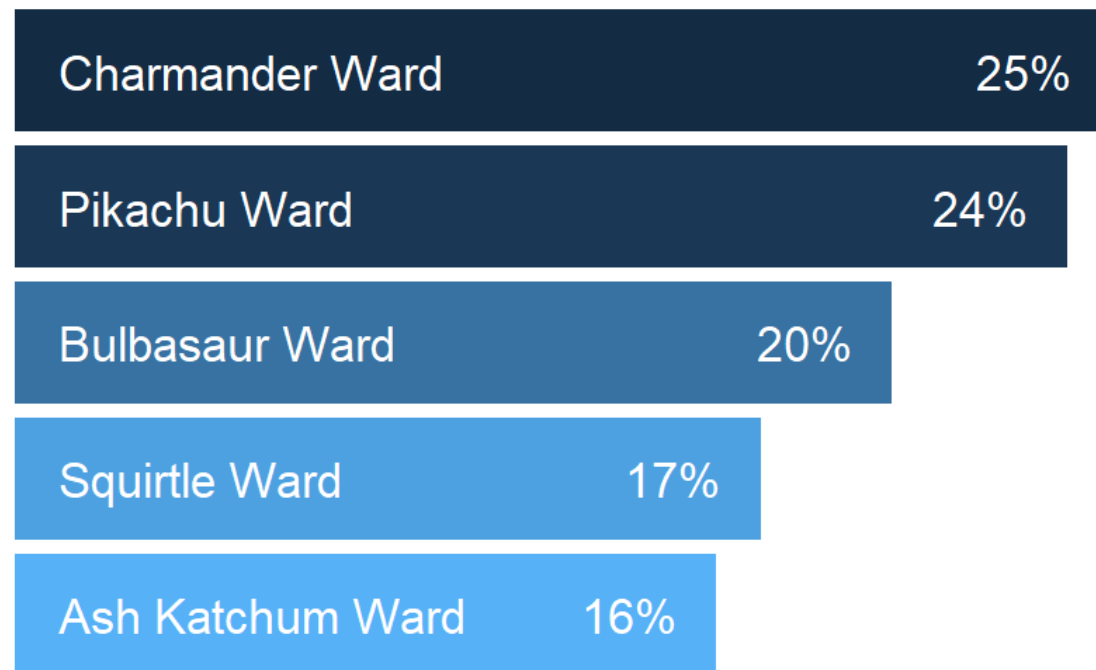 Charmander Ward 25%
Pikachu Ward 24%
Bulbasaur Ward 20%
Squirtle Ward 17%
Ash Katchum Ward 16%